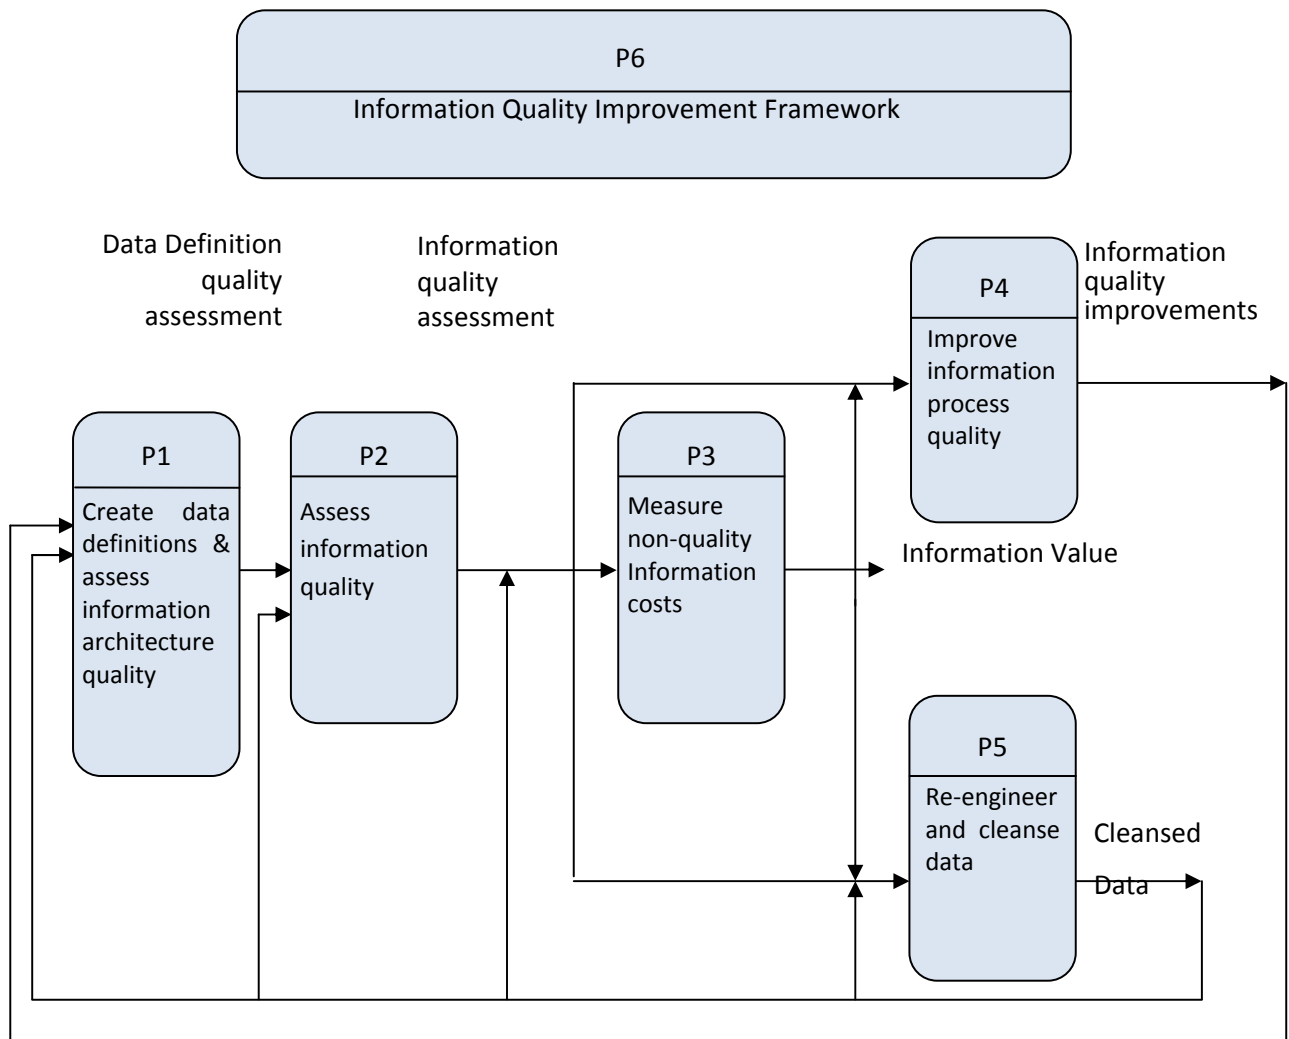 P6
Information Quality Improvement Framework
Data Definition
quality
assessment
Information
quality
assessment
P4
Improve
information
process
quality
Information
quality
improvements
P1
Create data
definitions &
assess
information
architecture
quality
P2
Assess
information
quality
P3
Measure
non-quality
Information
costs
Information Value
P5
Re-engineer
and cleanse
data
Cleansed
Data